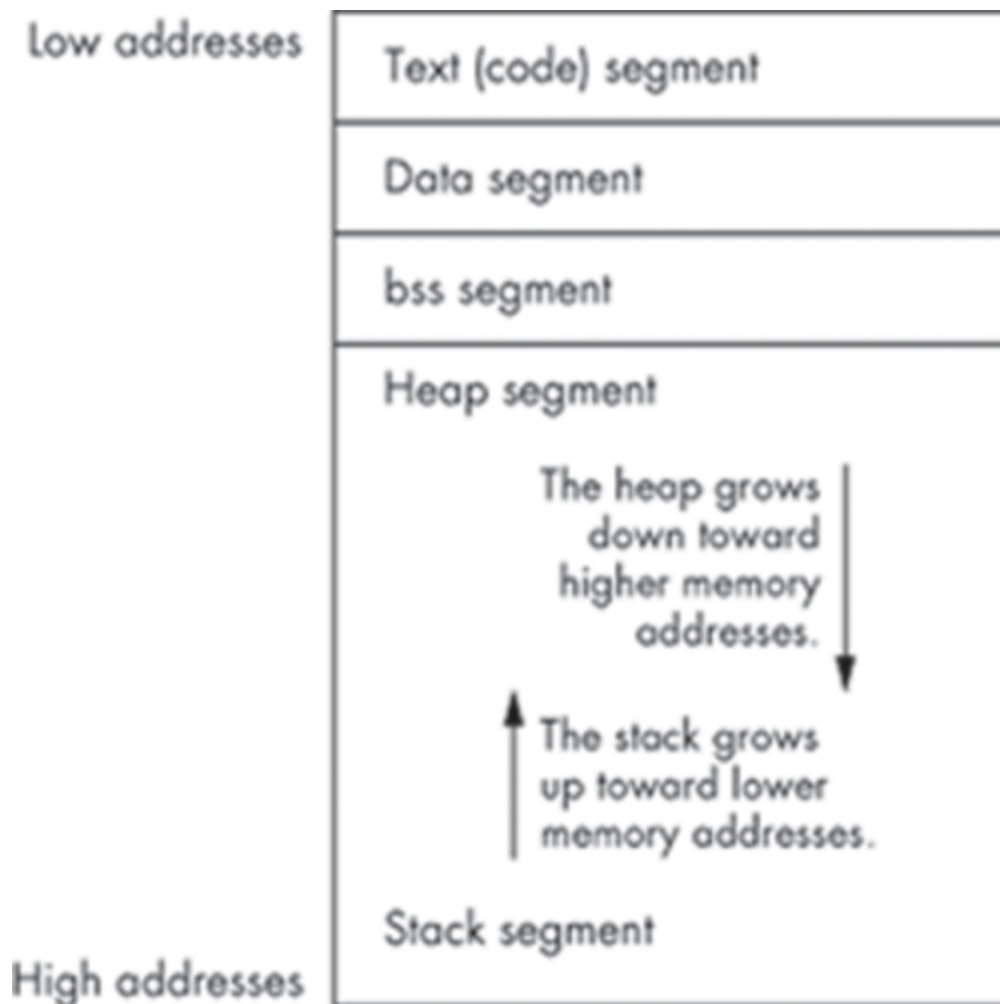 Low addresses
Text (code) segment
Data segment
bss segment
Heap segment
The heap grows
down toward
higher memory
addresses.
The stack grows
up toward lower
memory addresses.
Stack segment
High addresses